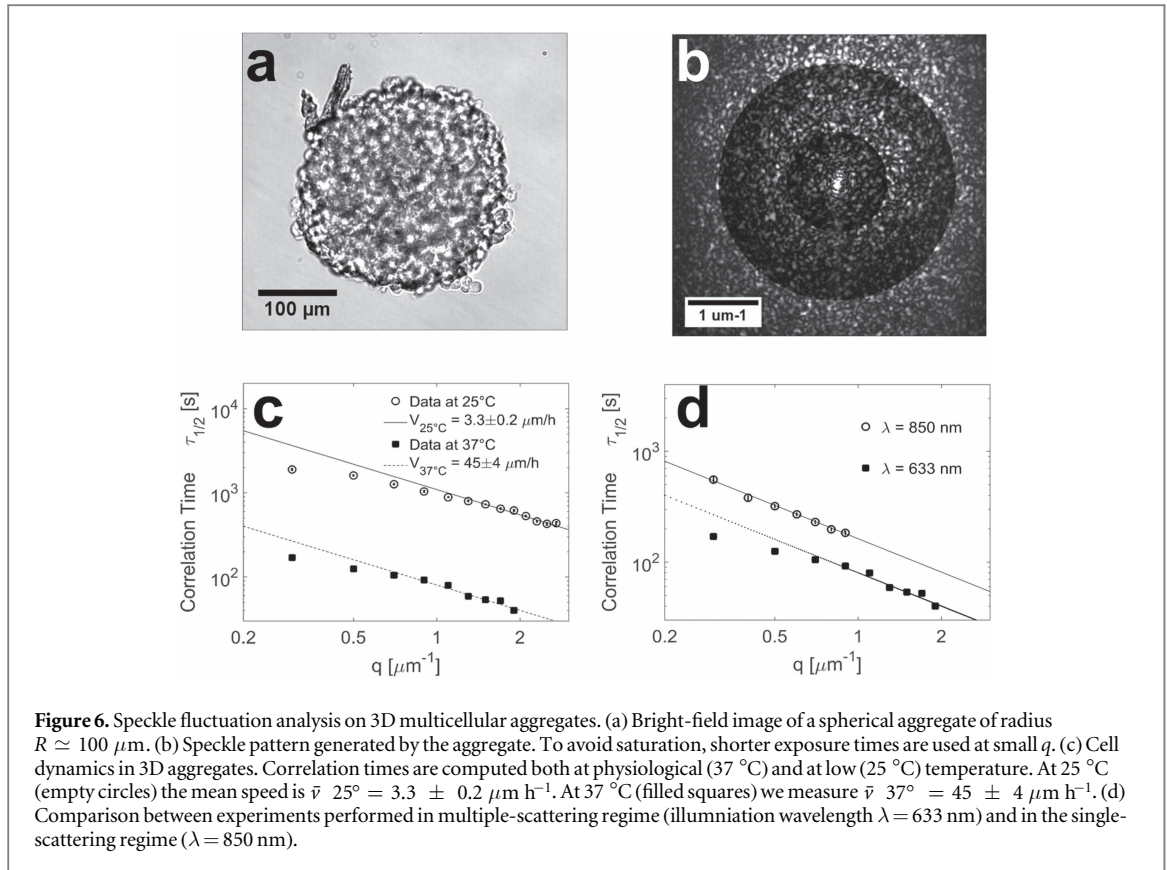 a
100 µm
b
1 um-1
c
Correlation Time τ1/2 [s]
10^4
10^3
10^2
Data at 25°C
V25°C = 3.3±0.2 µm/h
Data at 37°C
V37°C = 45±4 µm/h
0.2 0.5 1 2
q [µm^-1]
d
Correlation Time τ1/2 [s]
10^3
10^2
λ = 850 nm
λ = 633 nm
0.2 0.5 1 2
q [µm^-1]
Figure 6. Speckle fluctuation analysis on 3D multicellular aggregates. (a) Bright-field image of a spherical aggregate of radius
R ≃ 100 µm. (b) Speckle pattern generated by the aggregate. To avoid saturation, shorter exposure times are used at small q. (c) Cell
dynamics in 3D aggregates. Correlation times are computed both at physiological (37 °C) and at low (25 °C) temperature. At 25 °C
(empty circles) the mean speed is v̄ 25° = 3.3 ± 0.2 µm h−1. At 37 °C (filled squares) we measure v̄ 37° = 45 ± 4 µm h−1. (d)
Comparison between experiments performed in multiple-scattering regime (illumniation wavelength λ = 633 nm) and in the single-
scattering regime (λ = 850 nm).